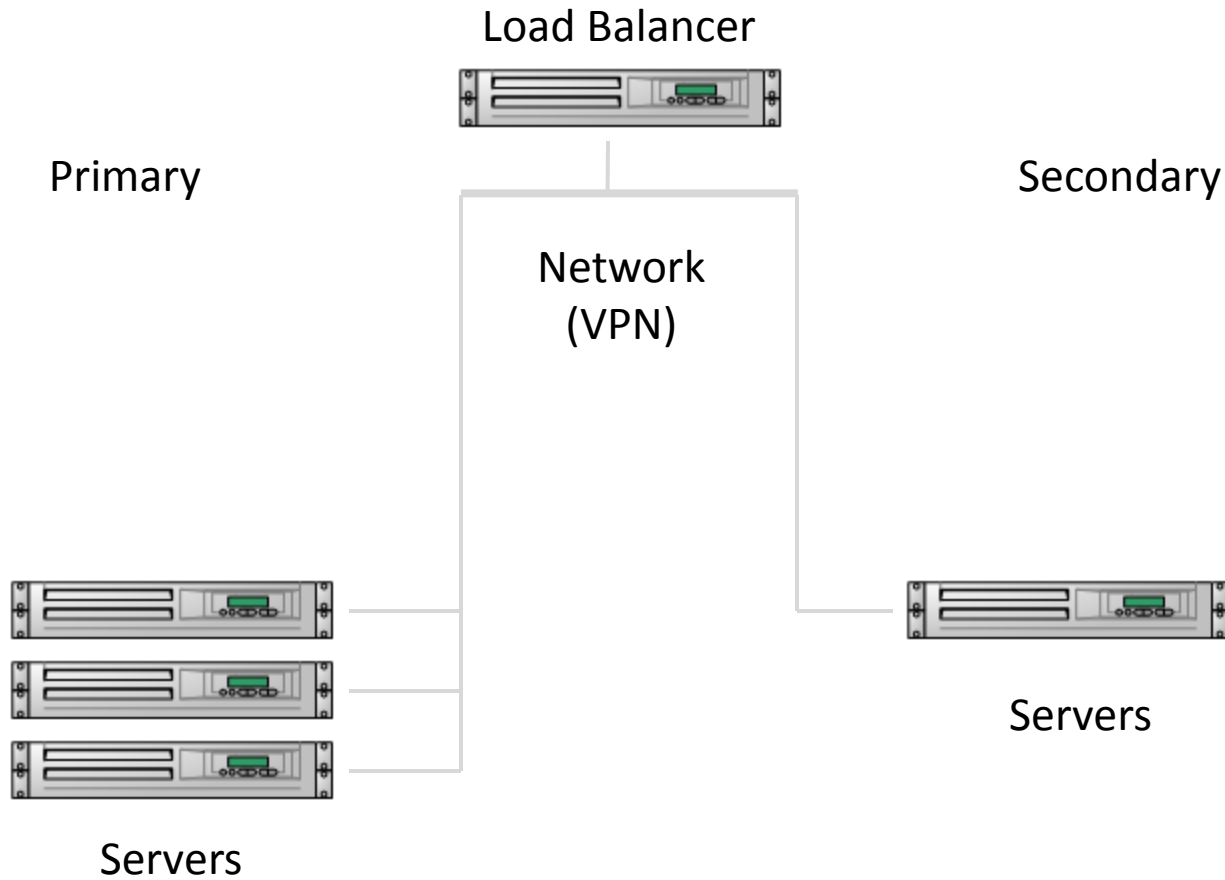 Load Balancer
Primary
Secondary
Network
(VPN)
Servers
Servers